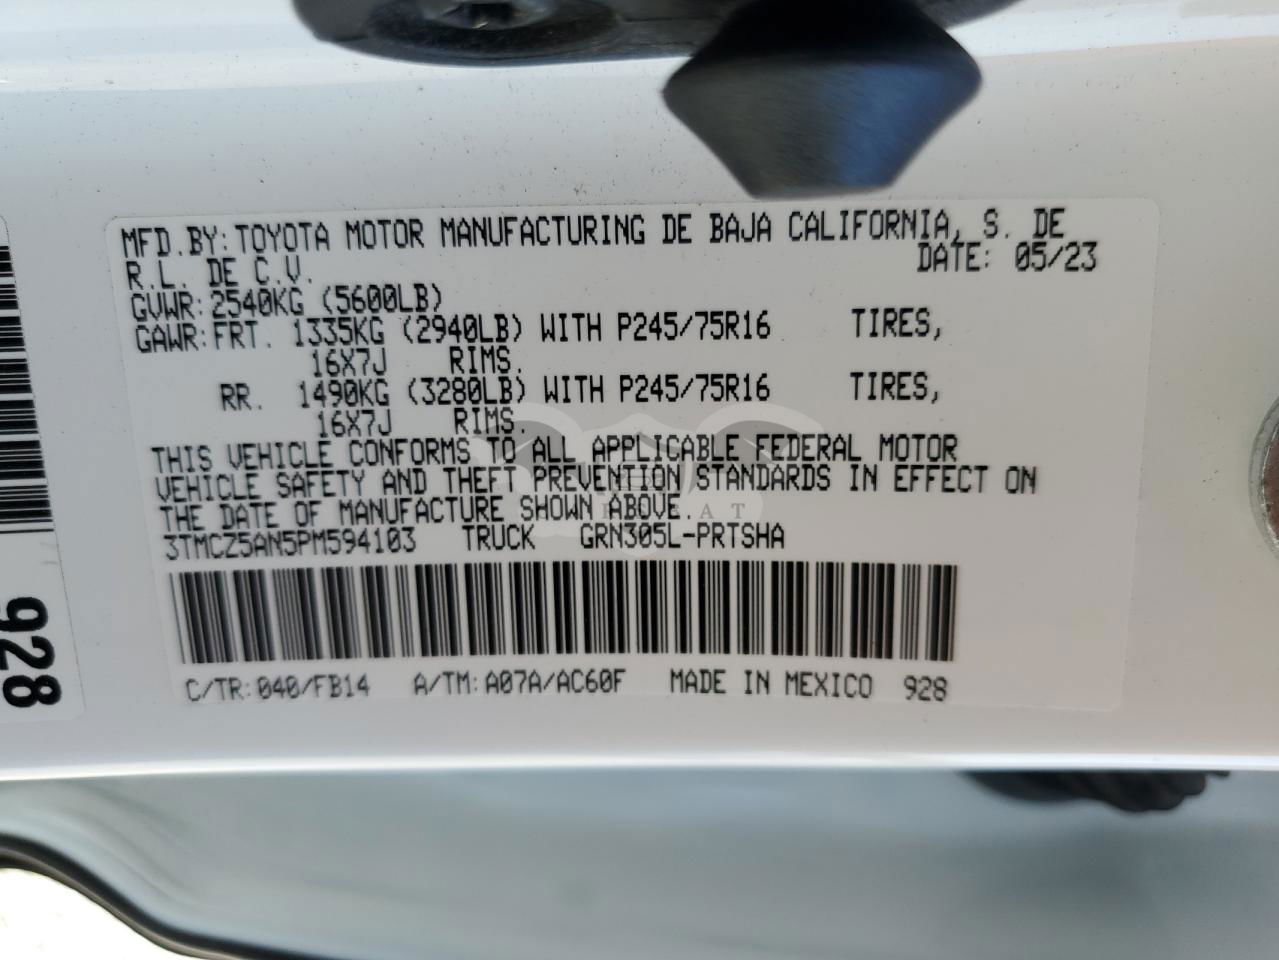 MFD.BY:TOYOTA MOTOR MANUFACTURING DE BAJA CALIFORNIA, S. DE
R.L. DE C.V. DATE: 05/23
GVWR:2540KG (5600LB)
GAWR:FRT. 1335KG (2940LB) WITH P245/75R16 TIRES,
16X7J RIMS.
RR. 1490KG (3280LB) WITH P245/75R16 TIRES,
16X7J RIMS.
THIS VEHICLE CONFORMS TO ALL APPLICABLE FEDERAL MOTOR
VEHICLE SAFETY AND THEFT PREVENTION STANDARDS IN EFFECT ON
THE DATE OF MANUFACTURE SHOWN ABOVE.
3TMCZ5AN5PM594103 TRUCK GRN305L-PRTSHA
C/TR:040/FB14 A/TM:A07A/AC60F MADE IN MEXICO 928
928